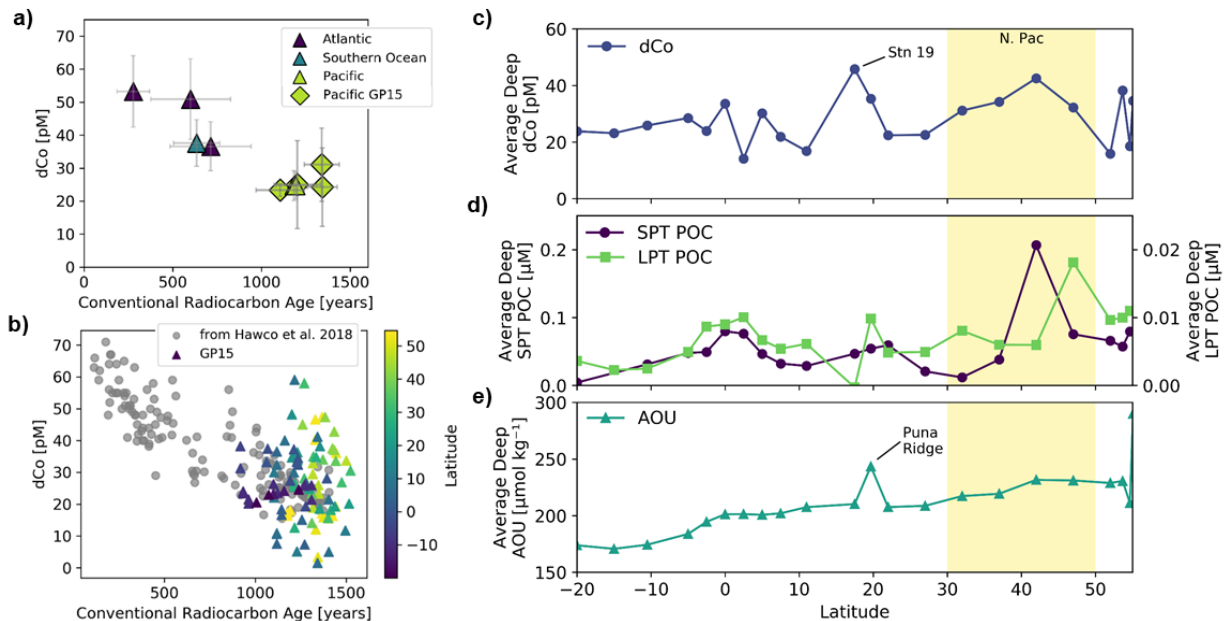 a)
dCo [pM]
70
60
50
40
30
20
10
0
Atlantic
Southern Ocean
Pacific
Pacific GP15
0 500 1000 1500
Conventional Radiocarbon Age [years]
b)
dCo [pM]
70
60
50
40
30
20
10
0
from Hawco et al. 2018
GP15
500 1000 1500
Conventional Radiocarbon Age [years]
50
40
30
20
10
0
−10
Latitude
c)
Average Deep
dCo [pM]
60
40
20
0
dCo
Stn 19
N. Pac
d)
Average Deep
SPT POC [µM]
0.2
0.1
0.0
SPT POC
LPT POC
0.02
0.01
0.00
Average Deep
LPT POC [µM]
e)
Average Deep
AOU [µmol kg⁻¹]
300
250
200
150
AOU
Puna
Ridge
−20 −10 0 10 20 30 40 50
Latitude